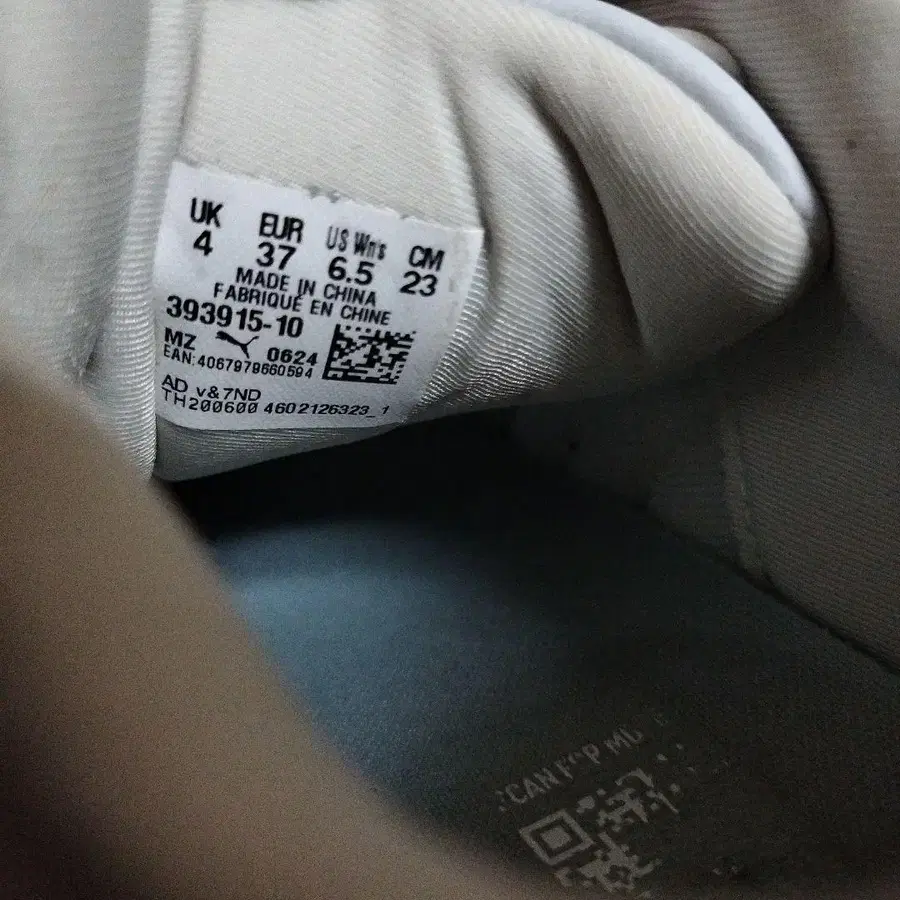 UK EUR US Wn's CM
4 37 6.5 23
MADE IN CHINA
FABRIQUÉ EN CHINE
393915-10
MZ 0624
EAN:4067979660594
AD v&7ND
TH200600 4602126323_1